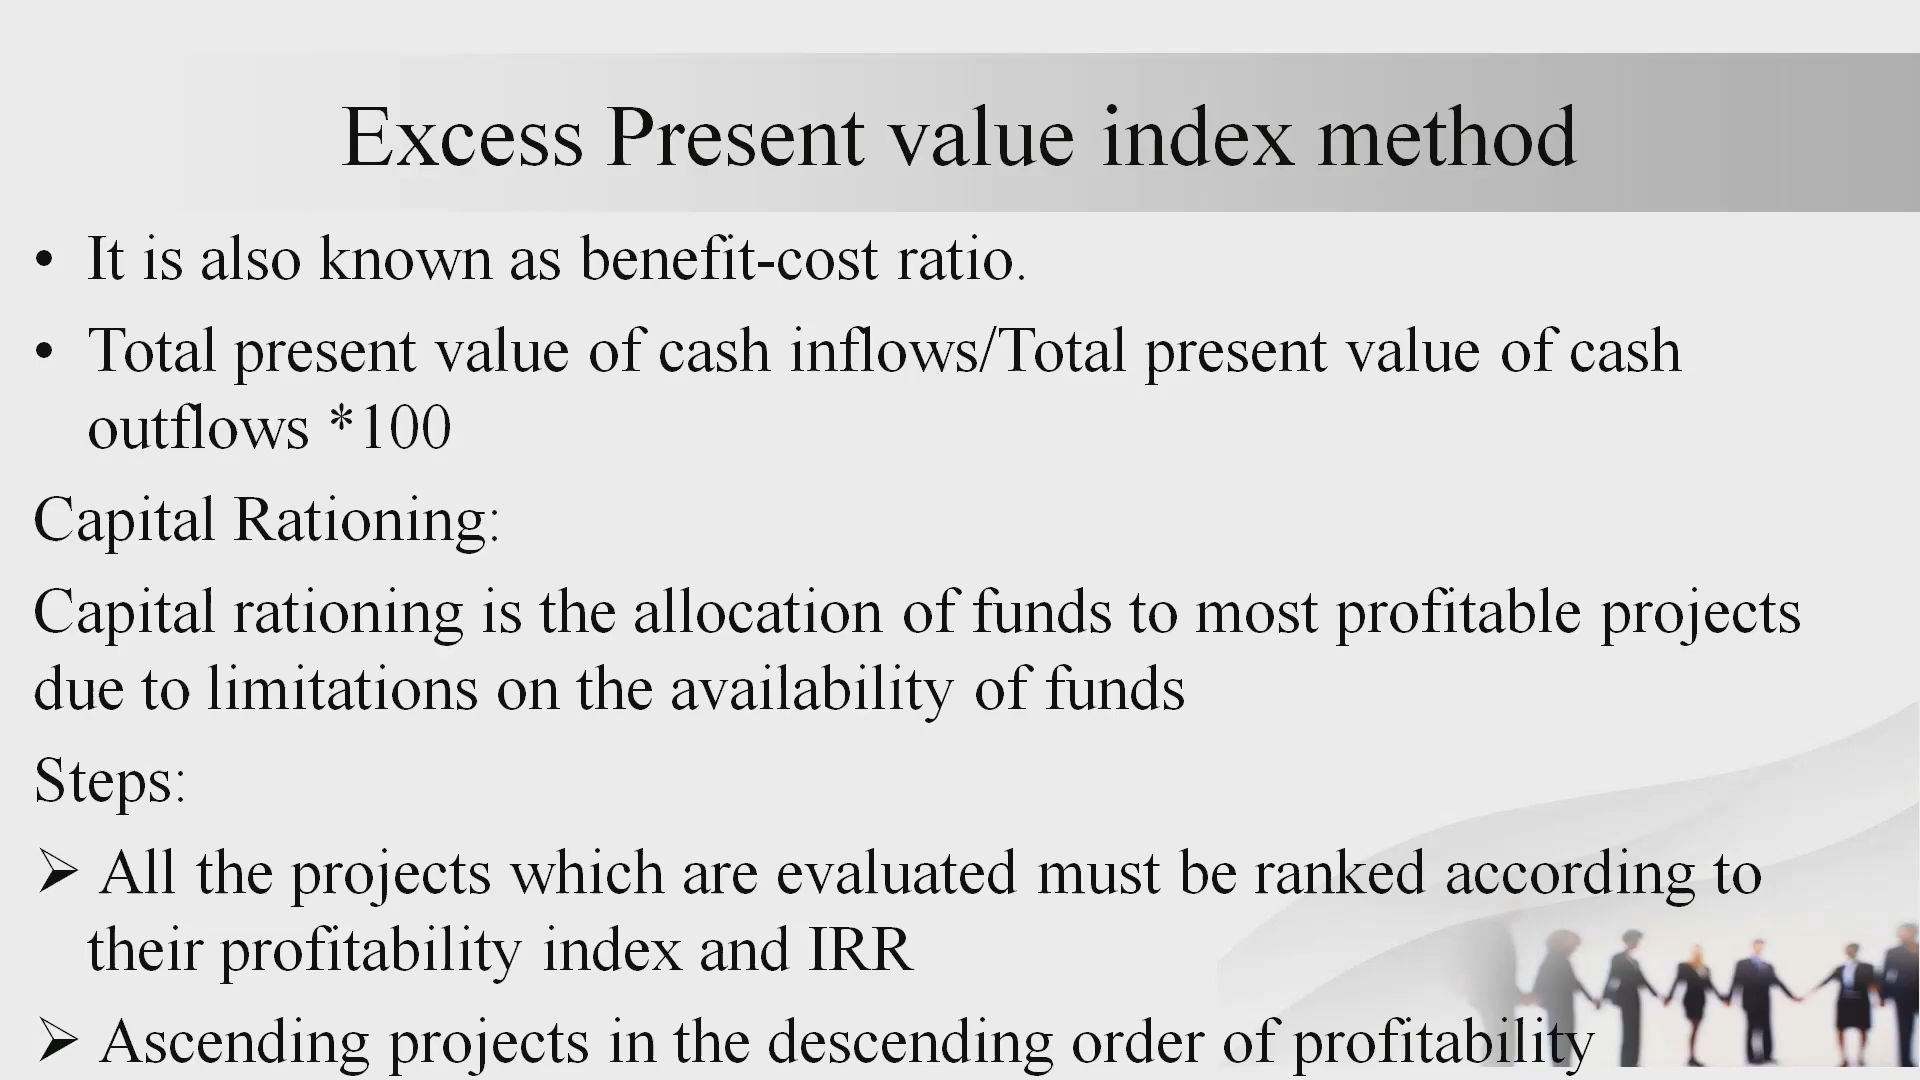 Excess Present value index method
• It is also known as benefit-cost ratio.
• Total present value of cash inflows/Total present value of cash
outflows *100
Capital Rationing:
Capital rationing is the allocation of funds to most profitable projects
due to limitations on the availability of funds
Steps:
➢ All the projects which are evaluated must be ranked according to
their profitability index and IRR
➢ Ascending projects in the descending order of profitability